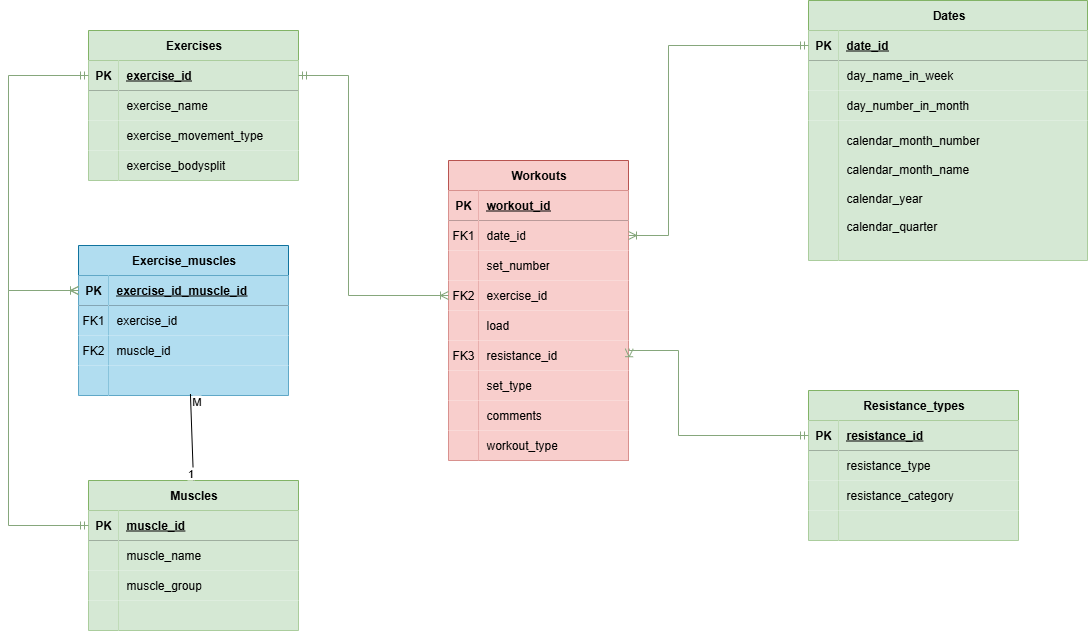 Exercises
PK exercise_id
exercise_name
exercise_movement_type
exercise_bodysplit
Exercise_muscles
PK exercise_id_muscle_id
FK1 exercise_id
FK2 muscle_id
M
1
Muscles
PK muscle_id
muscle_name
muscle_group
Workouts
PK workout_id
FK1 date_id
set_number
FK2 exercise_id
load
FK3 resistance_id
set_type
comments
workout_type
Dates
PK date_id
day_name_in_week
day_number_in_month
calendar_month_number
calendar_month_name
calendar_year
calendar_quarter
Resistance_types
PK resistance_id
resistance_type
resistance_category